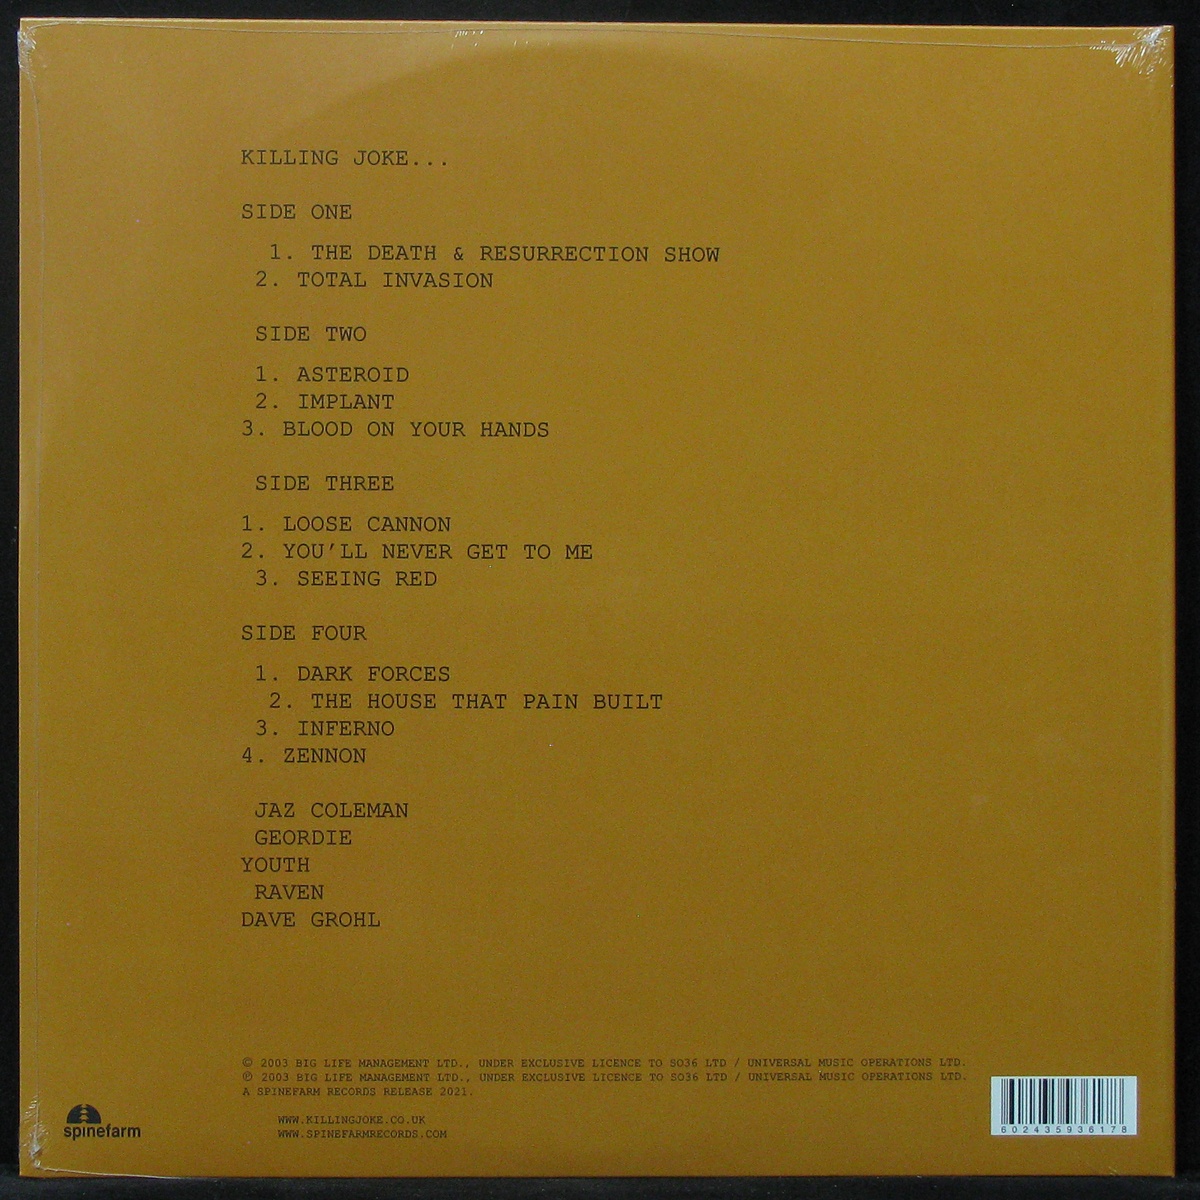 KILLING JOKE...
SIDE ONE
1. THE DEATH & RESURRECTION SHOW
2. TOTAL INVASION
SIDE TWO
1. ASTEROID
2. IMPLANT
3. BLOOD ON YOUR HANDS
SIDE THREE
1. LOOSE CANNON
2. YOU'LL NEVER GET TO ME
3. SEEING RED
SIDE FOUR
1. DARK FORCES
2. THE HOUSE THAT PAIN BUILT
3. INFERNO
4. ZENNON
JAZ COLEMAN
GEORDIE
YOUTH
RAVEN
DAVE GROHL
© 2003 BIG LIFE MANAGEMENT LTD., UNDER EXCLUSIVE LICENCE TO SO36 LTD / UNIVERSAL MUSIC OPERATIONS LTD.
℗ 2003 BIG LIFE MANAGEMENT LTD., UNDER EXCLUSIVE LICENCE TO SO36 LTD / UNIVERSAL MUSIC OPERATIONS LTD.
A SPINEFARM RECORDS RELEASE 2021.
WWW.KILLINGJOKE.CO.UK
WWW.SPINEFARMRECORDS.COM
spinefarm
602435936178